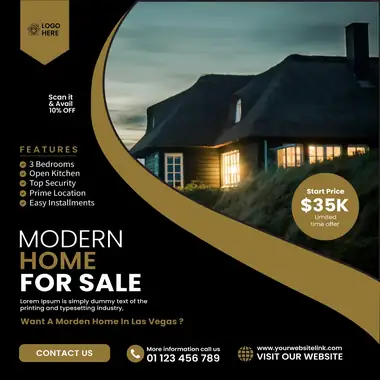 LOGO
HERE
Scan it
& Avail
10% OFF
FEATURES
3 Bedrooms
Open Kitchen
Top Security
Prime Location
Easy Installments
Start Price
$35K
Limited
time offer
MODERN
HOME
FOR SALE
Lorem Ipsum is simply dummy text of the
printing and typesetting industry,
Want A Morden Home In Las Vegas ?
CONTACT US
More information call us
01 123 456 789
www.yourwebsitelink.com
VISIT OUR WEBSITE